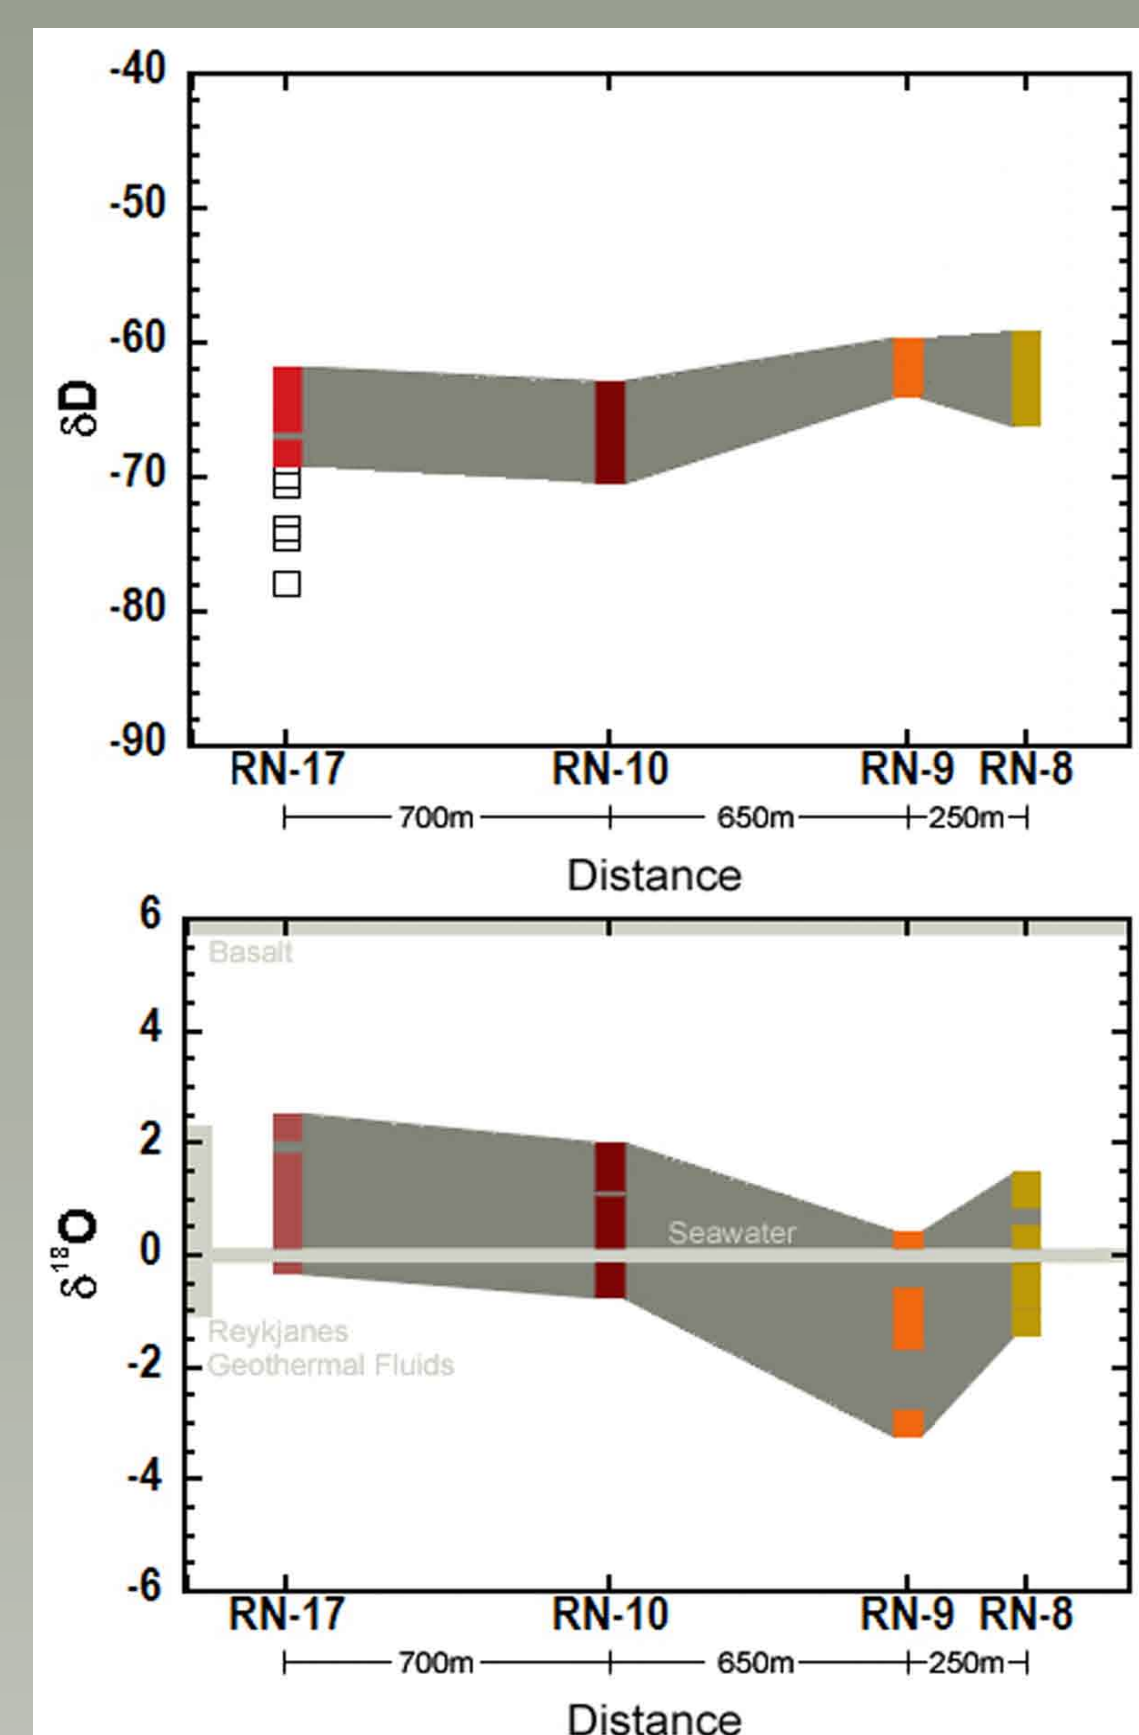 -40
-50
-60
δD
-70
-80
-90
RN-17 RN-10 RN-9 RN-8
700m 650m 250m
Distance
6
Basalt
4
2
Seawater
0
δ¹⁸O
Reykjanes
Geothermal Fluids
-2
-4
-6
RN-17 RN-10 RN-9 RN-8
700m 650m 250m
Distance